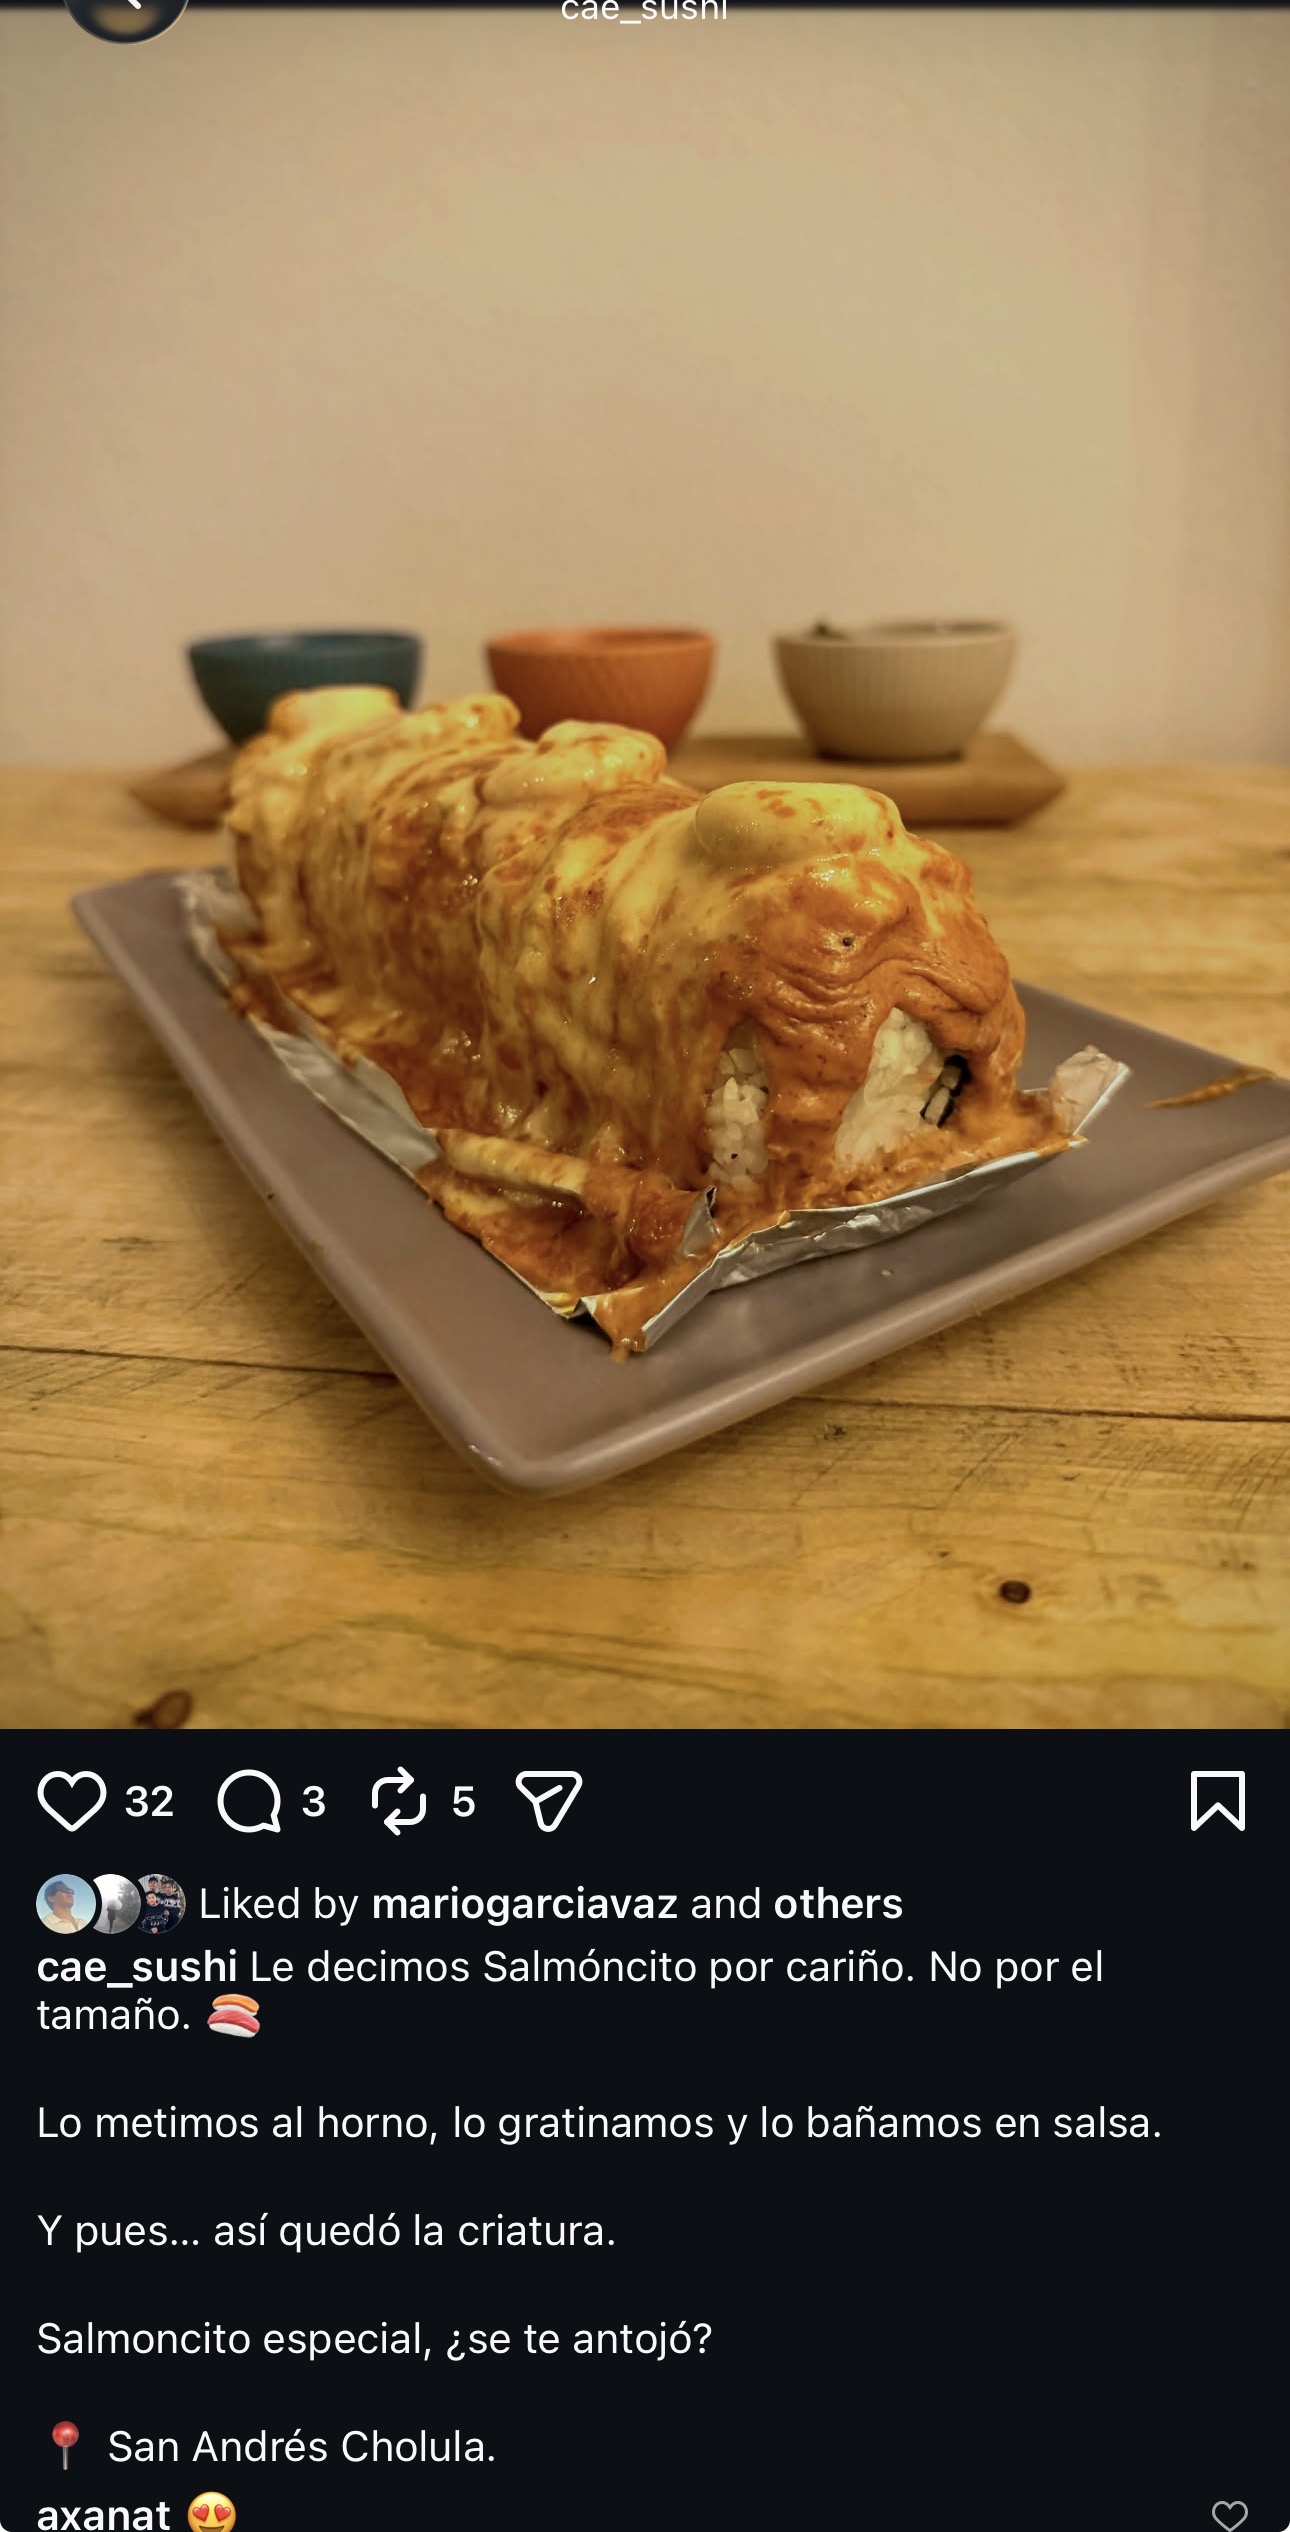 cae_sushi
32 3 5
Liked by mariogarciavaz and others
cae_sushi Le decimos Salmóncito por cariño. No por el
tamaño. 🍣
Lo metimos al horno, lo gratinamos y lo bañamos en salsa.
Y pues... así quedó la criatura.
Salmoncito especial, ¿se te antojó?
📍 San Andrés Cholula.
axanat 😍